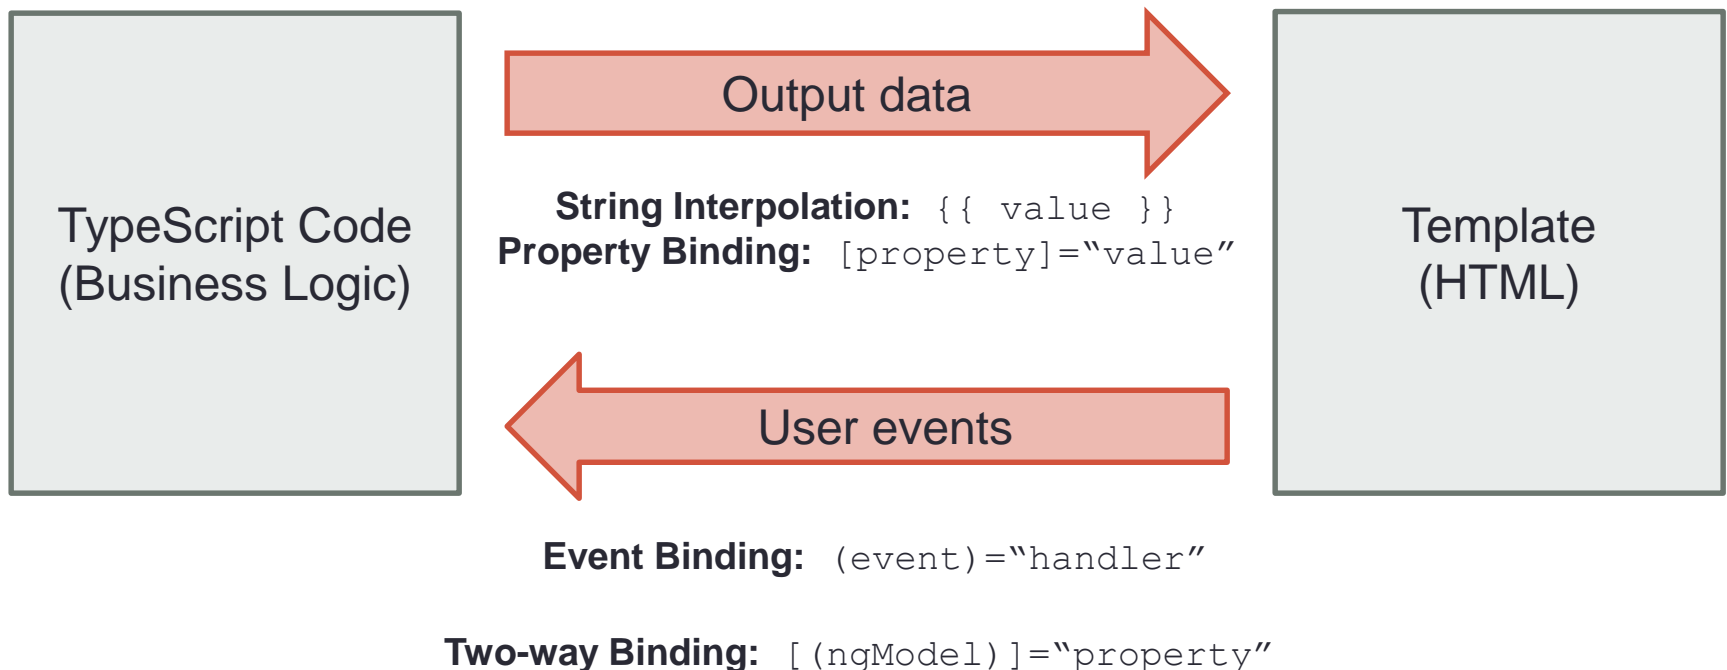 Output data
TypeScript Code
(Business Logic)
String Interpolation: {{ value }}
Property Binding: [property]=“value”
Template
(HTML)
User events
Event Binding: (event)=“handler”
Two-way Binding: [(ngModel)]=“property”